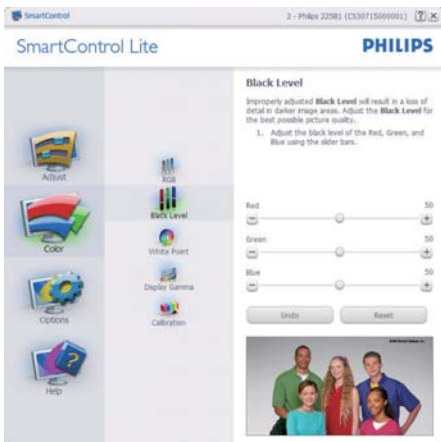 SmartControl
2 - Philips 225B1 (CS30715000001)
SmartControl Lite
PHILIPS
Adjust
Color
Options
Help
RGB
Black Level
White Point
Display Gamma
Calibration
Black Level
Improperly adjusted Black Level will result in a loss of
detail in darker image areas. Adjust the Black Level for
the best possible picture quality.
1. Adjust the black level of the Red, Green, and
Blue using the slider bars.
Red 50
Green 50
Blue 50
Undo Reset